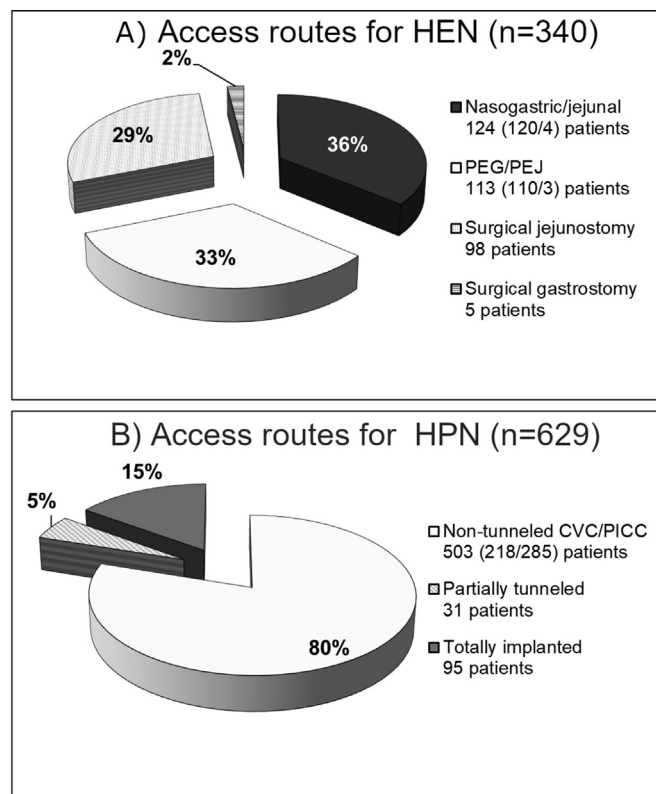 A) Access routes for HEN (n=340)
2%
29%
36%
33%
Nasogastric/jejunal
124 (120/4) patients
PEG/PEJ
113 (110/3) patients
Surgical jejunostomy
98 patients
Surgical gastrostomy
5 patients
B) Access routes for HPN (n=629)
15%
5%
80%
Non-tunneled CVC/PICC
503 (218/285) patients
Partially tunneled
31 patients
Totally implanted
95 patients